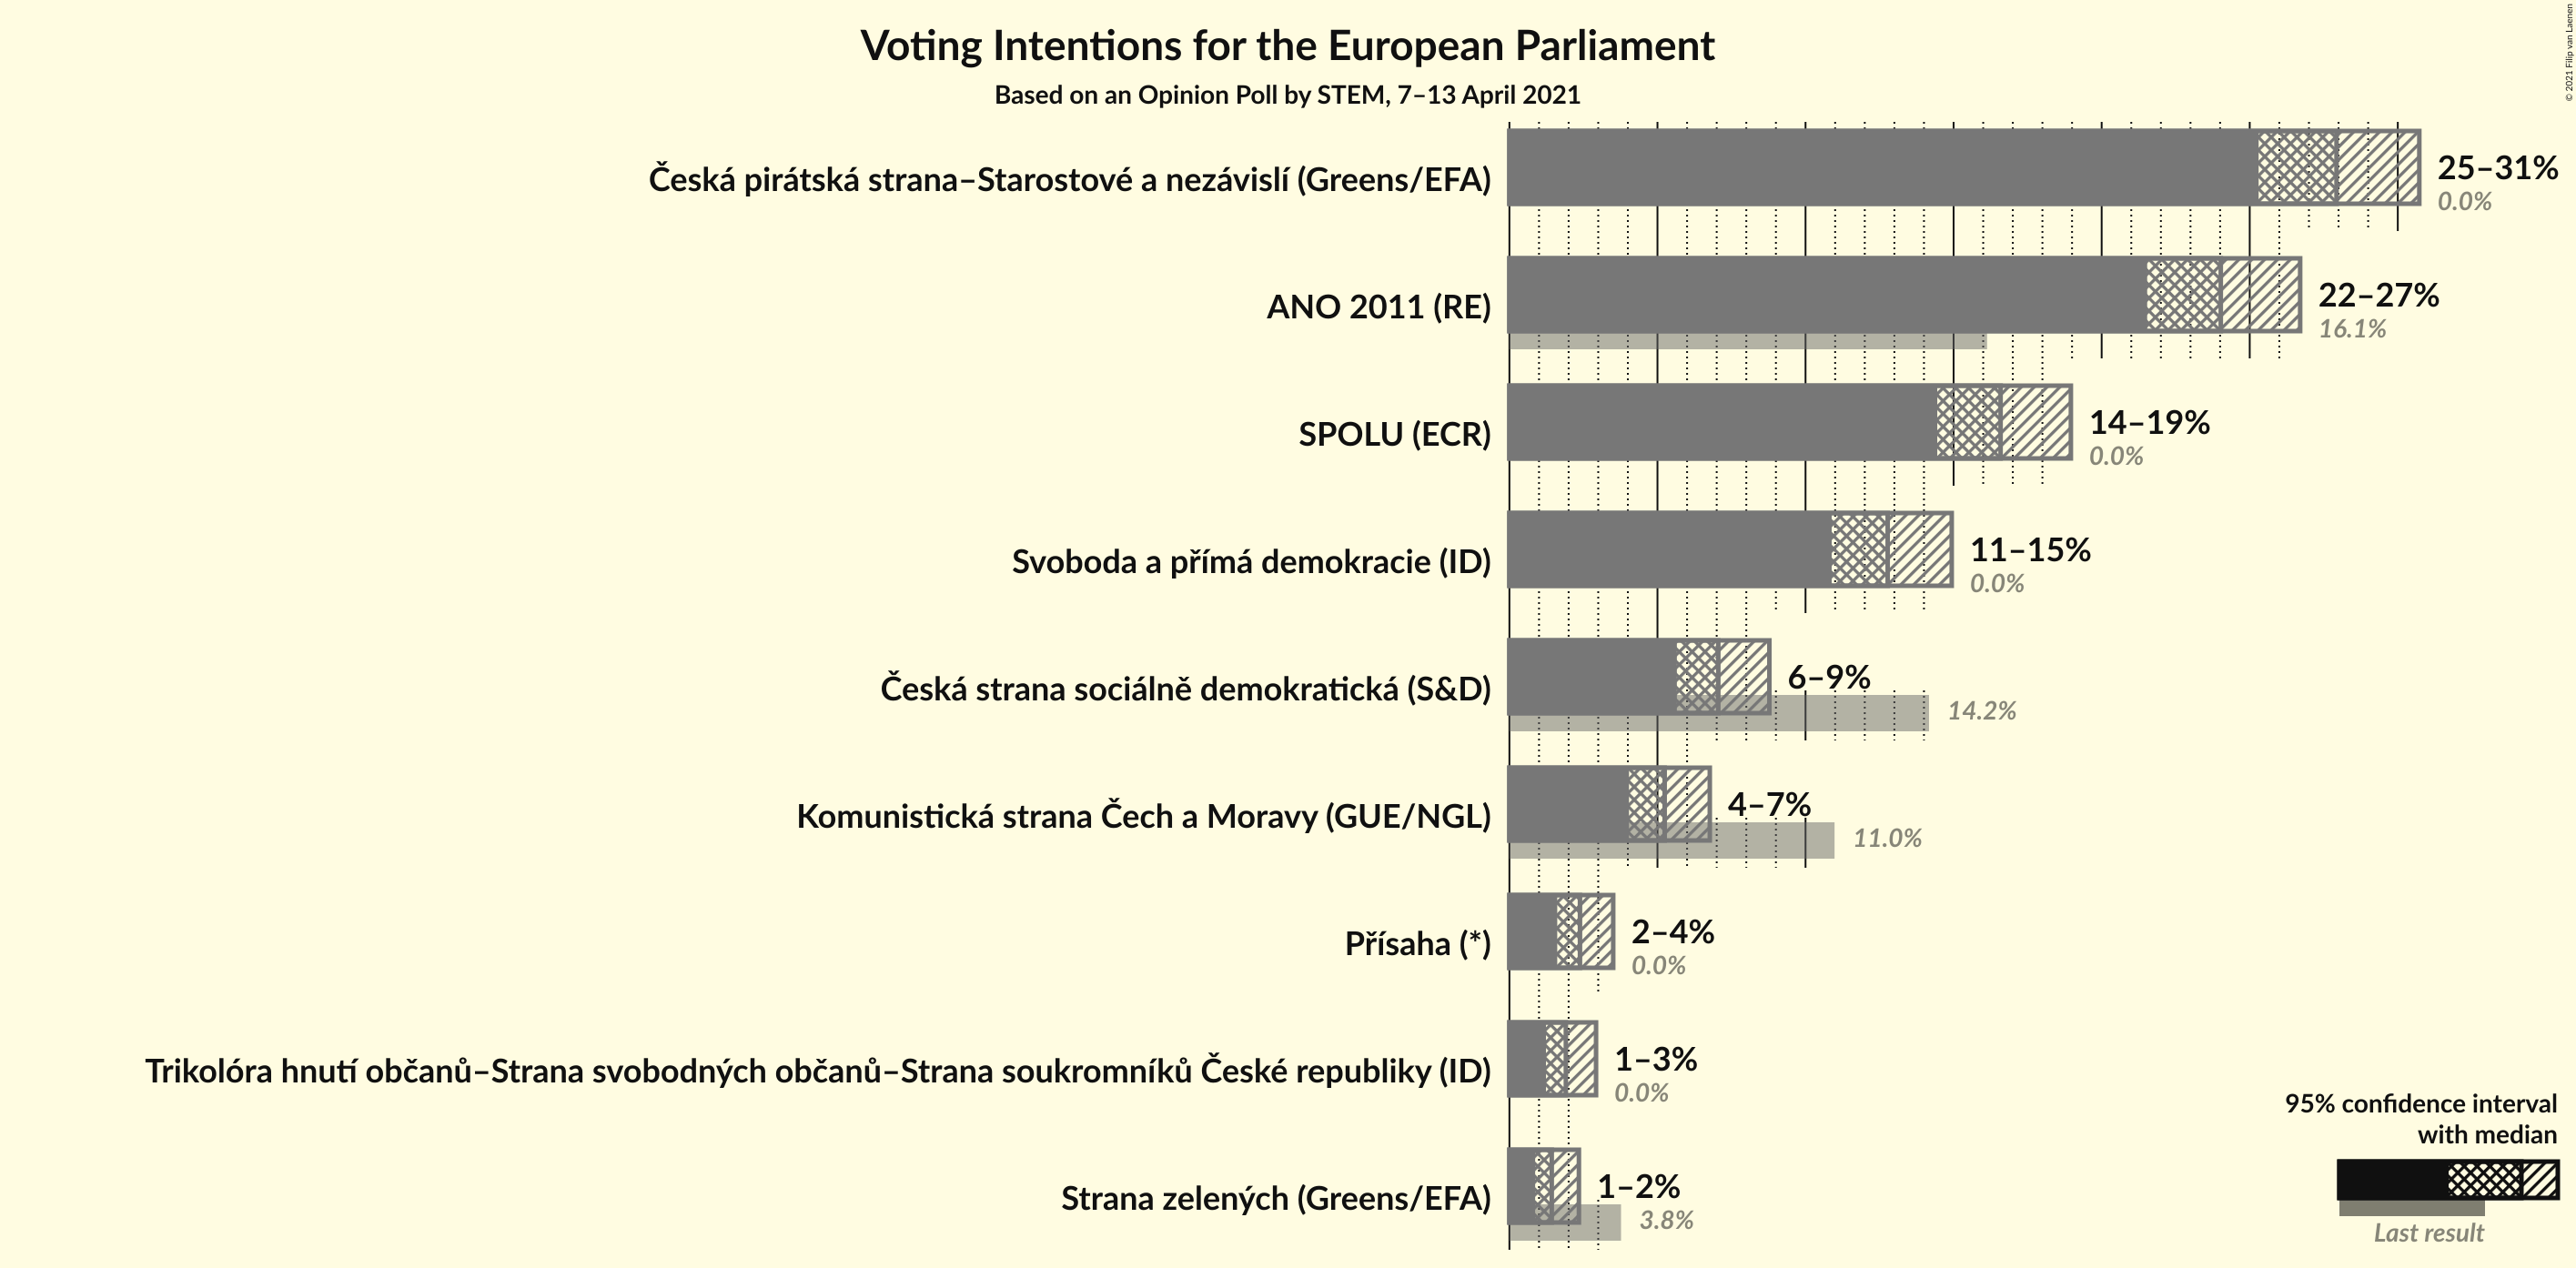 Voting Intentions for the European Parliament
Based on an Opinion Poll by STEM, 7–13 April 2021
© 2021 Filip van Laenen
Česká pirátská strana–Starostové a nezávislí (Greens/EFA)
25–31%
0.0%
ANO 2011 (RE)
22–27%
16.1%
SPOLU (ECR)
14–19%
0.0%
Svoboda a přímá demokracie (ID)
11–15%
0.0%
Česká strana sociálně demokratická (S&D)
6–9%
14.2%
Komunistická strana Čech a Moravy (GUE/NGL)
4–7%
11.0%
Přísaha (*)
2–4%
0.0%
Trikolóra hnutí občanů–Strana svobodných občanů–Strana soukromníků České republiky (ID)
1–3%
0.0%
Strana zelených (Greens/EFA)
1–2%
3.8%
95% confidence interval
with median
Last result